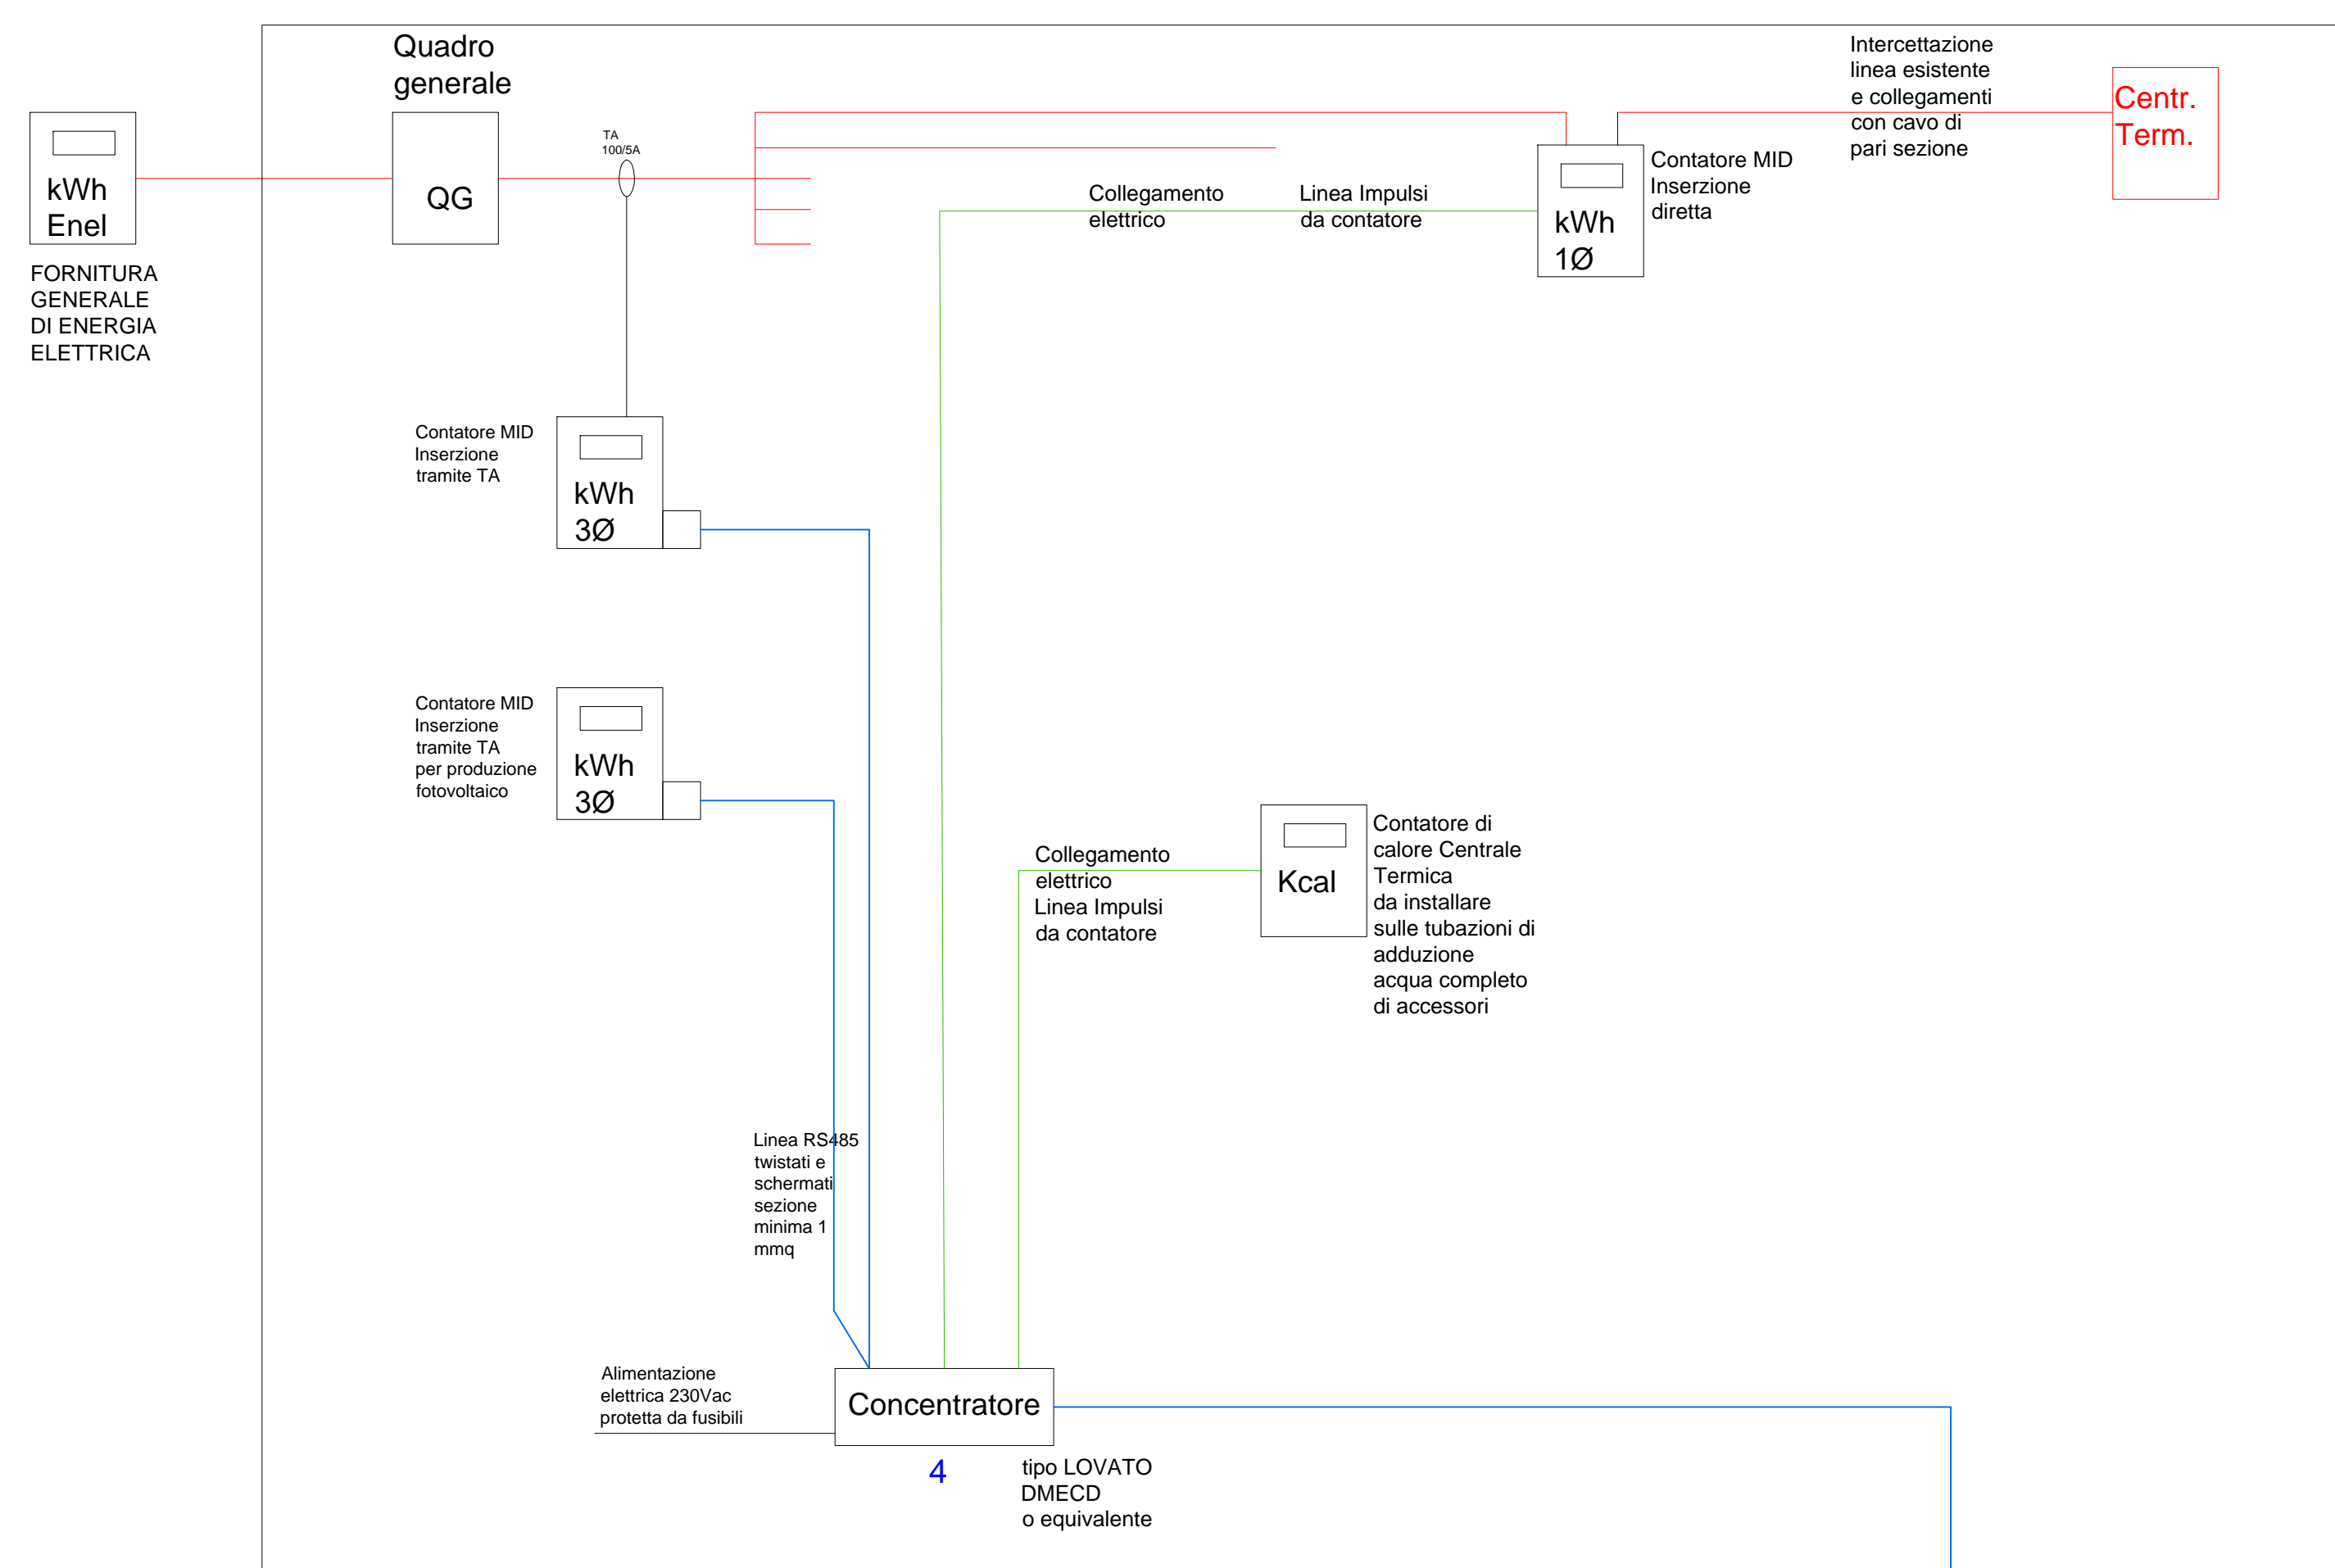 Quadro
generale
Intercettazione
linea esistente
e collegamenti
con cavo di
pari sezione
Centr.
Term.
kWh
Enel
QG
TA
100/5A
Collegamento
elettrico
Linea Impulsi
da contatore
kWh
1Ø
Contatore MID
Inserzione
diretta
FORNITURA
GENERALE
DI ENERGIA
ELETTRICA
Contatore MID
Inserzione
tramite TA
kWh
3Ø
Contatore MID
Inserzione
tramite TA
per produzione
fotovoltaico
kWh
3Ø
Collegamento
elettrico
Linea Impulsi
da contatore
Kcal
Contatore di
calore Centrale
Termica
da installare
sulle tubazioni di
adduzione
acqua completo
di accessori
Linea RS485
twistati e
schermati
sezione
minima 1
mmq
Alimentazione
elettrica 230Vac
protetta da fusibili
Concentratore
4
tipo LOVATO
DMECD
o equivalente